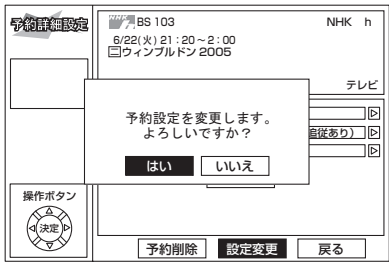 予約詳細設定
NHK BS 103 NHK h
6/22(火) 21：20～2：00
二ウィンブルドン 2005
テレビ
予約設定を変更します。
よろしいですか？
追従あり）
はい いいえ
操作ボタン
決定
予約削除 設定変更 戻る